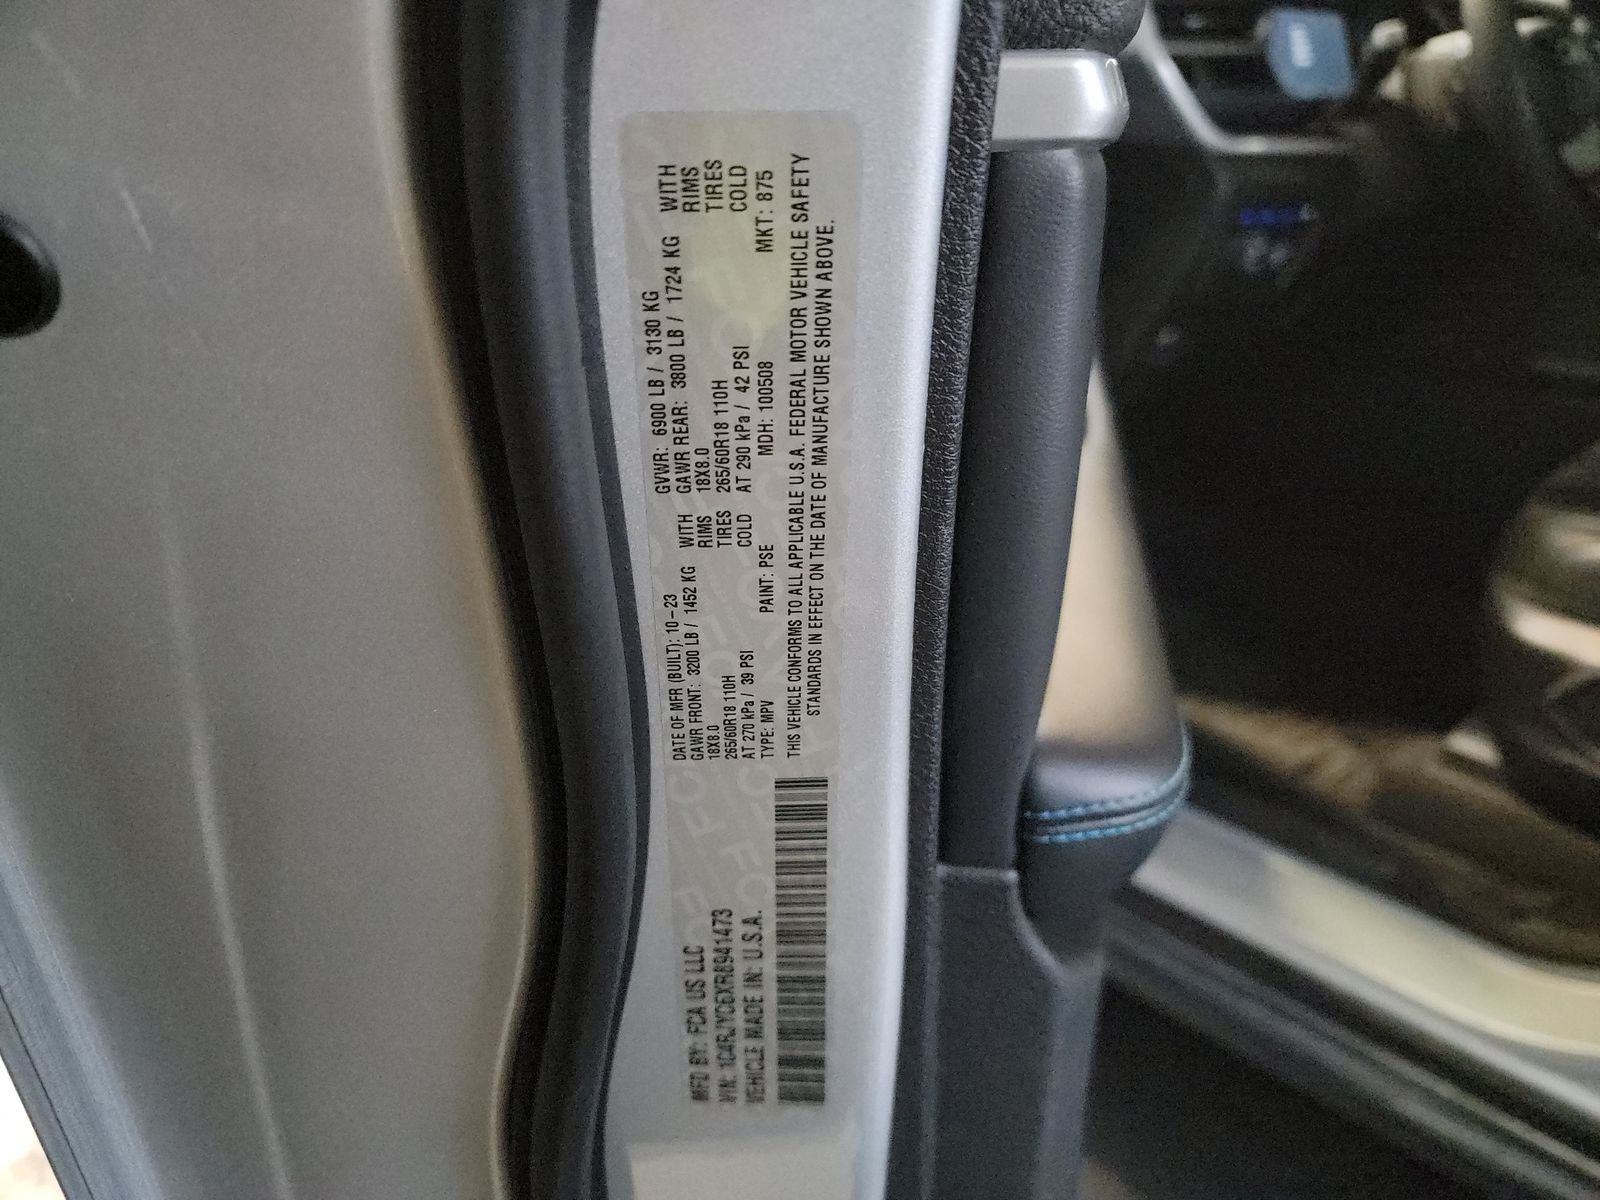 MFD BY: FCA US LLC
VIN: 1C4RJYC6XR8941473
VEHICLE MADE IN: U.S.A.
DATE OF MFR (BUILT): 10-23 GVWR: 6900 LB / 3130 KG
GAWR FRONT: 3200 LB / 1452 KG WITH GAWR REAR: 3800 LB / 1724 KG WITH
18X8.0 RIMS 18X8.0 RIMS
265/60R18 110H TIRES 265/60R18 110H TIRES
AT 270 kPa / 39 PSI COLD AT 290 kPa / 42 PSI COLD
TYPE: MPV PAINT: PSE MDH: 100508 MKT: 875
THIS VEHICLE CONFORMS TO ALL APPLICABLE U.S.A. FEDERAL MOTOR VEHICLE SAFETY
STANDARDS IN EFFECT ON THE DATE OF MANUFACTURE SHOWN ABOVE.